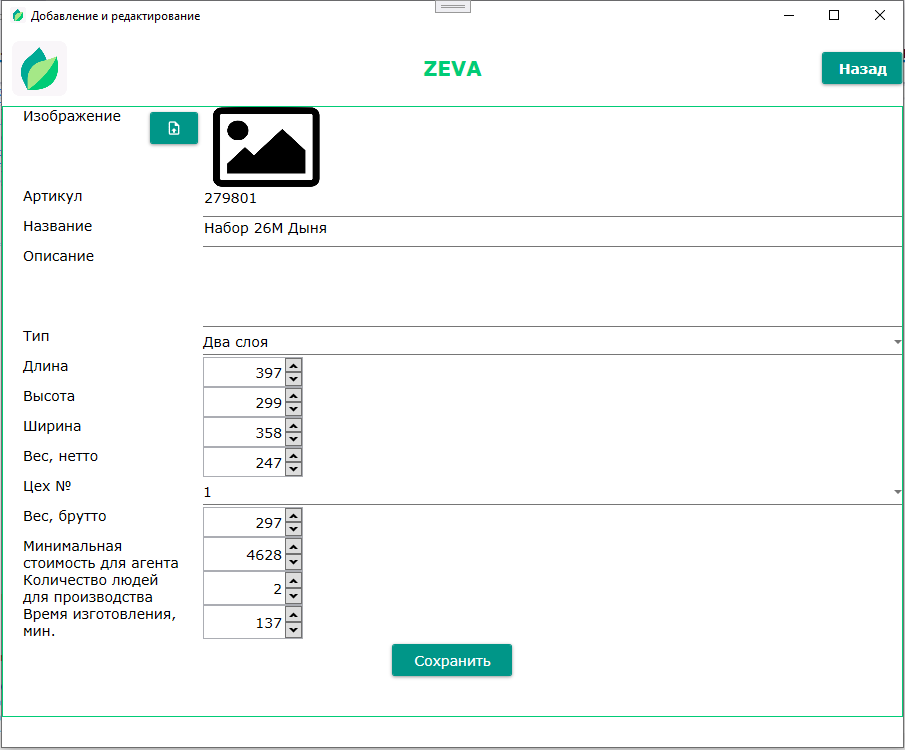 Добавление и редактирование
ZEVA
Назад
Изображение
Артикул 279801
Название Набор 26М Дыня
Описание
Тип Два слоя
Длина 397
Высота 299
Ширина 358
Вес, нетто 247
Цех № 1
Вес, брутто 297
Минимальная
стоимость для агента 4628
Количество людей
для производства 2
Время изготовления,
мин. 137
Сохранить